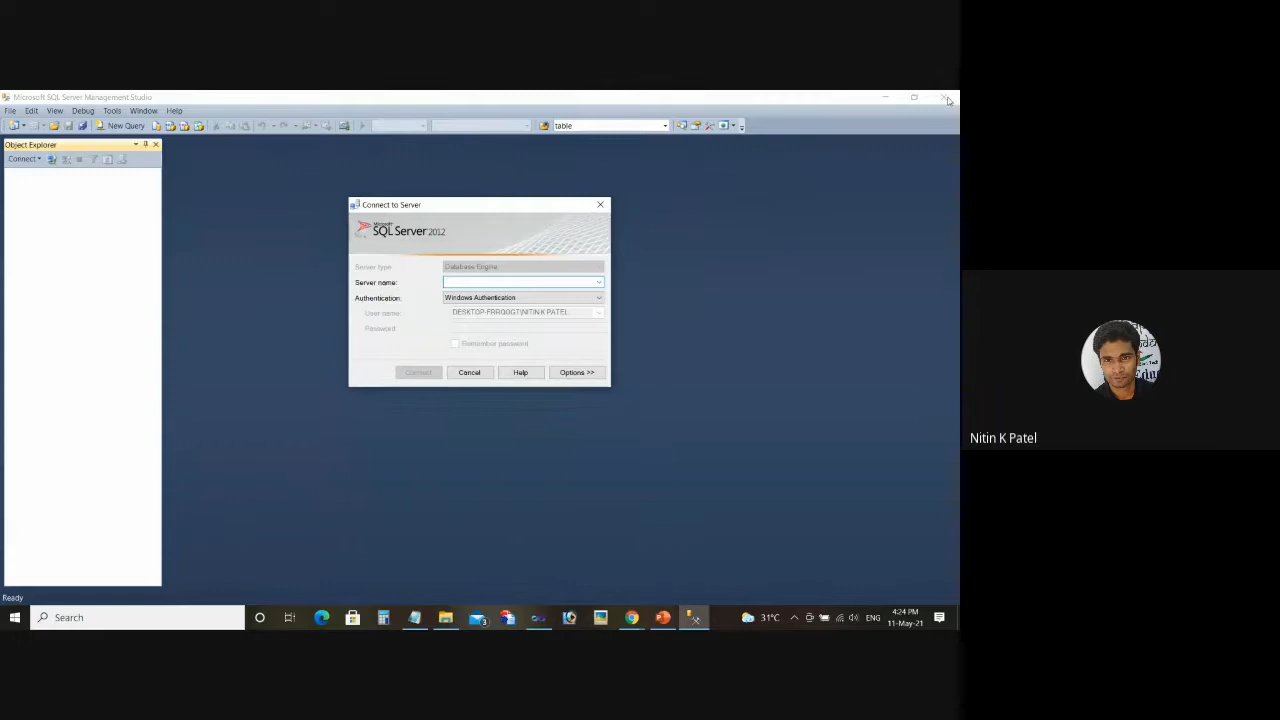 Microsoft SQL Server Management Studio
File Edit View Debug Tools Window Help
New Query table
Object Explorer
Connect
Connect to Server
Microsoft
SQL Server 2012
Server type Database Engine
Server name:
Authentication: Windows Authentication
User name: DESKTOP-FRRQOGT\NITIN K PATEL
Password
Remember password
Connect Cancel Help Options >>
Nitin K Patel
Ready
Search 3 31°C ENG 4:24 PM
11-May-21